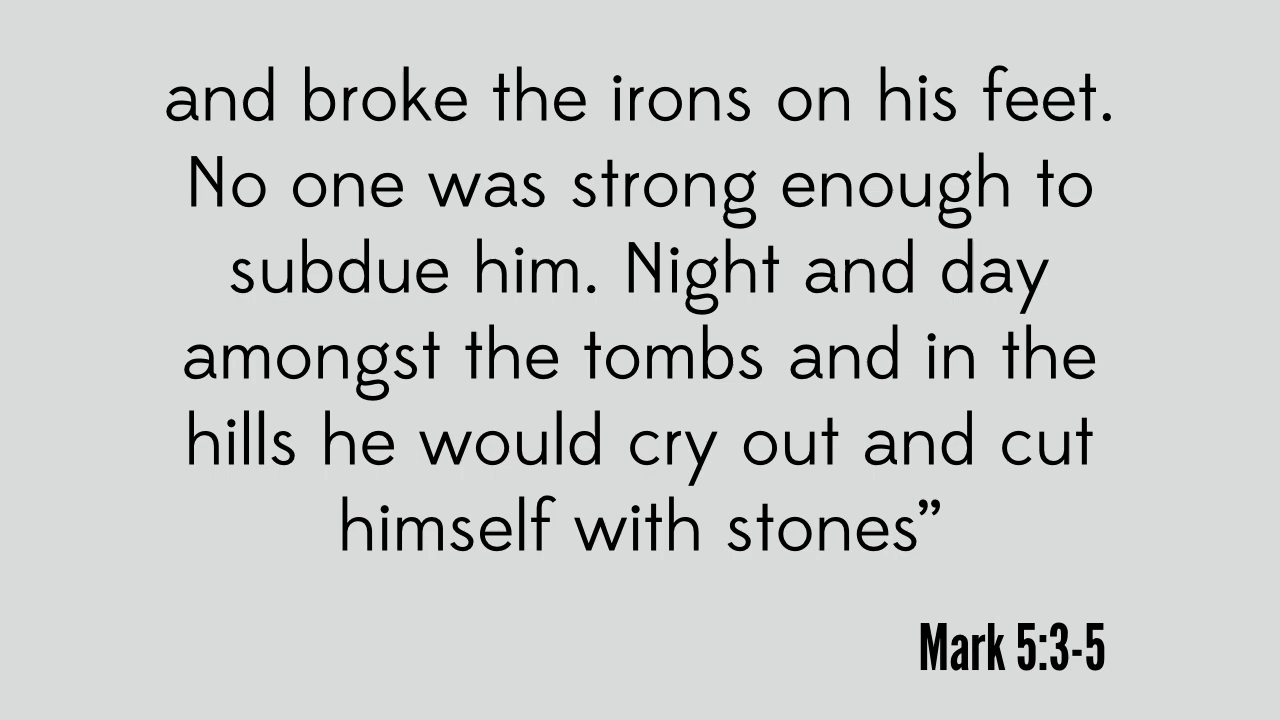 and broke the irons on his feet.
No one was strong enough to
subdue him. Night and day
amongst the tombs and in the
hills he would cry out and cut
himself with stones”
Mark 5:3-5